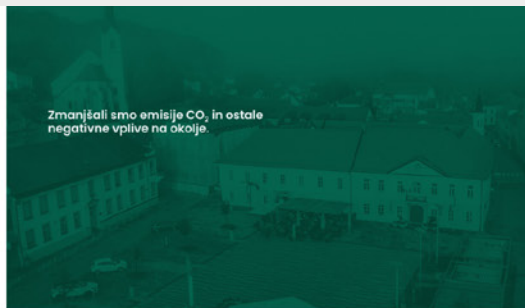 Zmanjšali smo emisije CO₂ in ostale
negativne vplive na okolje.